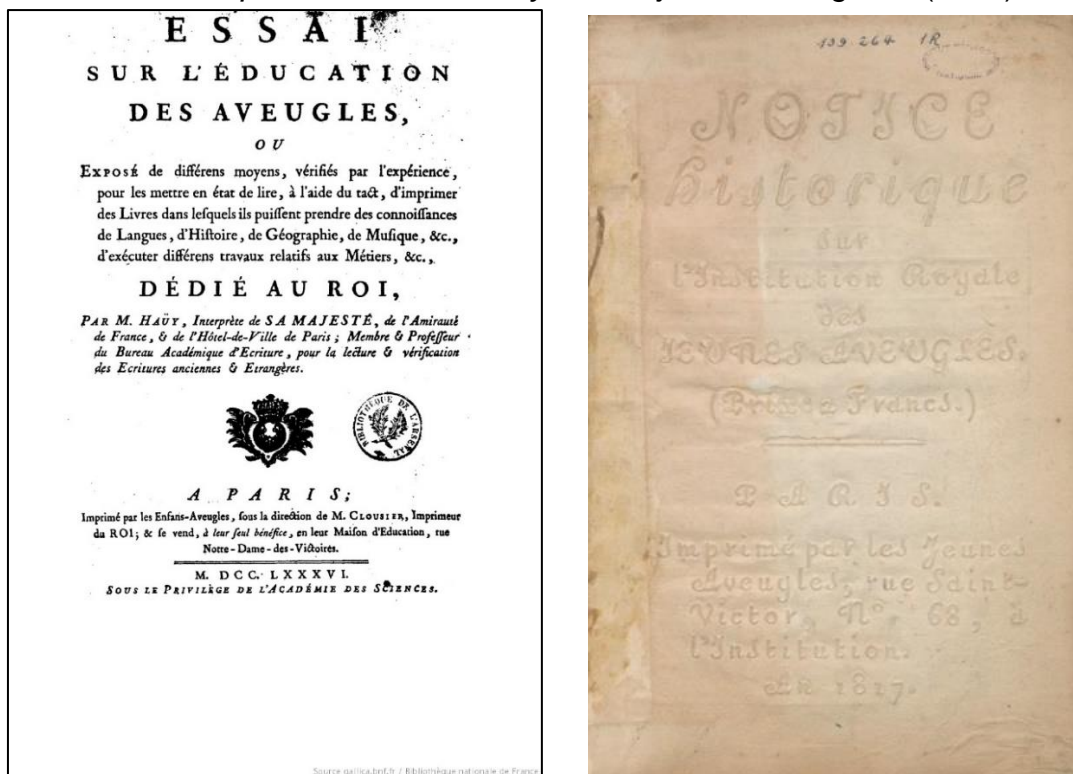 ESSAI
SUR L'ÉDUCATION
DES AVEUGLES,
OU
EXPOSÉ de différens moyens, vérifiés par l'expérience,
pour les mettre en état de lire, à l'aide du tact, d'imprimer
des Livres dans lesquels ils puissent prendre des connoissances
de Langues, d'Histoire, de Géographie, de Musique, &c.,
d'exécuter différens travaux relatifs aux Métiers, &c.,
DÉDIÉ AU ROI,
PAR M. HAÜY, Interprète de SA MAJESTÉ, de l'Amirauté
de France, & de l'Hôtel-de-Ville de Paris; Membre & Professeur
du Bureau Académique d'Ecriture, pour la lecture & vérification
des Ecritures anciennes & Etrangères.
BIBLIOTHÈQUE DE L'ARSENAL
A PARIS;
Imprimé par les Enfans-Aveugles, sous la direction de M. CLOUSIER, Imprimeur
du ROI; & se vend, à leur seul bénéfice, en leur Maison d'Education, rue
Notre-Dame-des-Victoires.
M. DCC. LXXXVI.
SOUS LE PRIVILÈGE DE L'ACADÉMIE DES SCIENCES.
Source gallica.bnf.fr / Bibliothèque nationale de France
139 264 1R
NOTICE
historique
sur
l'Institution Royale
des
JEUNES AVEUGLES.
(Prix 2 Francs.)
PARIS.
Imprimé par les Jeunes
Aveugles, rue Saint-
Victor, N° 68, à
l'Institution.
An 1817.